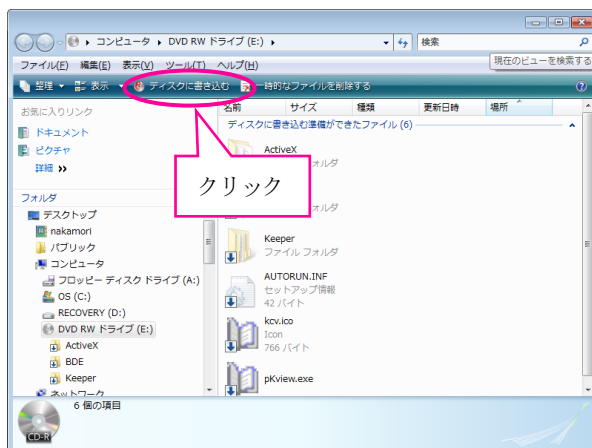 コンピュータ ▸ DVD RW ドライブ (E:) ▸
検索
ファイル(F) 編集(E) 表示(V) ツール(T) ヘルプ(H)
現在のビューを検索する
整理 表示 ディスクに書き込む 一時的なファイルを削除する
お気に入りリンク
ドキュメント
ピクチャ
詳細 »
フォルダ
デスクトップ
nakamori
パブリック
コンピュータ
フロッピー ディスク ドライブ (A:)
OS (C:)
RECOVERY (D:)
DVD RW ドライブ (E:)
ActiveX
BDE
Keeper
ネットワーク
名前 サイズ 種類 更新日時 場所
ディスクに書き込む準備ができたファイル (6)
ActiveX
ォルダ
クリック
ォルダ
Keeper
ファイル フォルダ
AUTORUN.INF
セットアップ情報
42 バイト
kcv.ico
Icon
766 バイト
pKview.exe
6 個の項目
CD-R